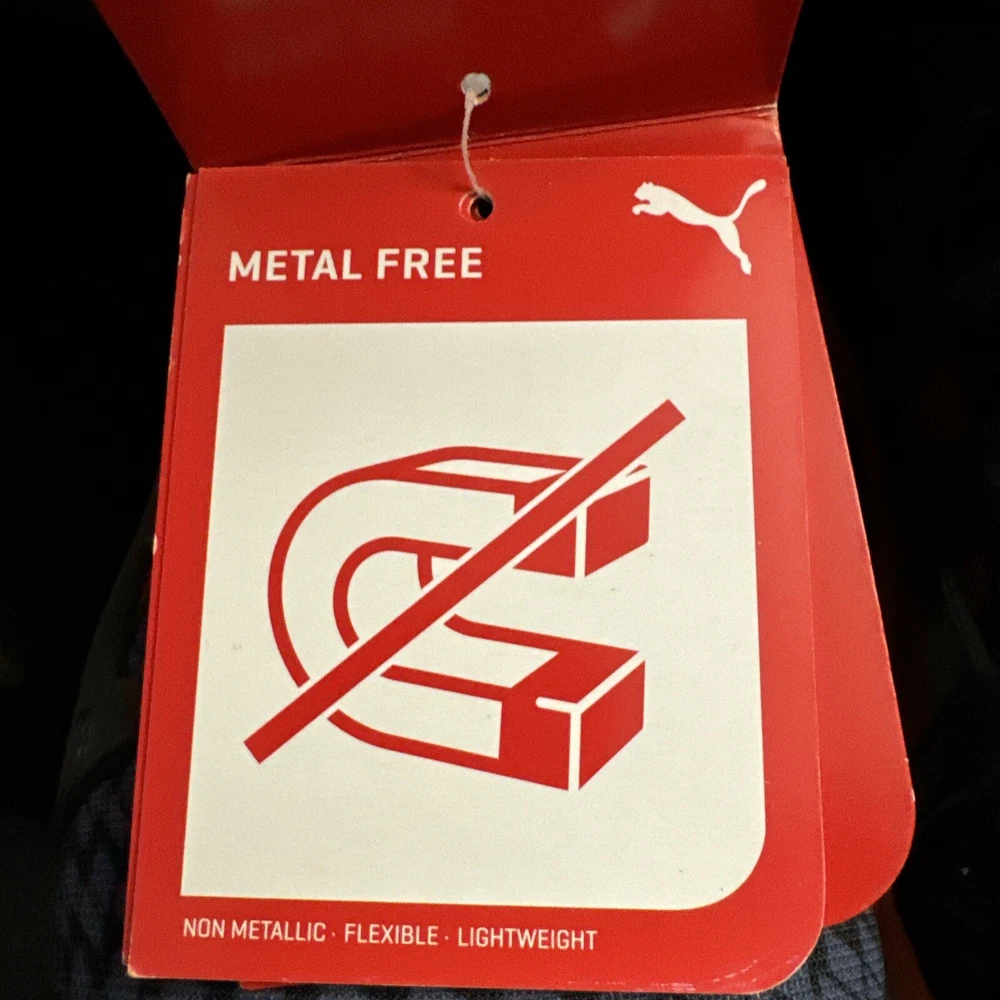 METAL FREE
NON METALLIC · FLEXIBLE · LIGHTWEIGHT